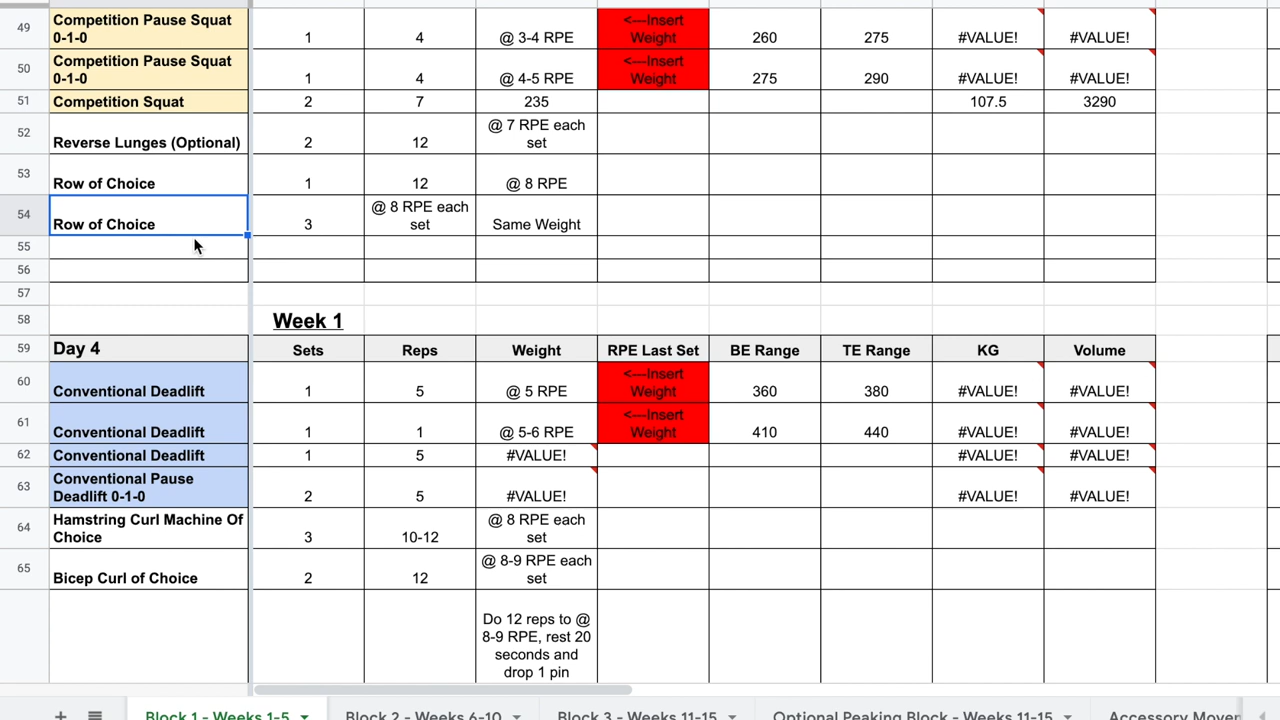 49 Competition Pause Squat 0-1-0 1 4 @ 3-4 RPE <---Insert Weight 260 275 #VALUE! #VALUE!
50 Competition Pause Squat 0-1-0 1 4 @ 4-5 RPE <---Insert Weight 275 290 #VALUE! #VALUE!
51 Competition Squat 2 7 235 107.5 3290
52 Reverse Lunges (Optional) 2 12 @ 7 RPE each set
53 Row of Choice 1 12 @ 8 RPE
54 Row of Choice 3 @ 8 RPE each set Same Weight
55
56
57
58 Week 1
59 Day 4 Sets Reps Weight RPE Last Set BE Range TE Range KG Volume
60 Conventional Deadlift 1 5 @ 5 RPE <---Insert Weight 360 380 #VALUE! #VALUE!
61 Conventional Deadlift 1 1 @ 5-6 RPE <---Insert Weight 410 440 #VALUE! #VALUE!
62 Conventional Deadlift 1 5 #VALUE! #VALUE! #VALUE!
63 Conventional Pause Deadlift 0-1-0 2 5 #VALUE! #VALUE! #VALUE!
64 Hamstring Curl Machine Of Choice 3 10-12 @ 8 RPE each set
65 Bicep Curl of Choice 2 12 @ 8-9 RPE each set
Do 12 reps to @
8-9 RPE, rest 20
seconds and
drop 1 pin
Block 1 - Weeks 1-5 Block 2 - Weeks 6-10 Block 3 - Weeks 11-15 Optional Peaking Block - Weeks 11-15 Accessory Mover